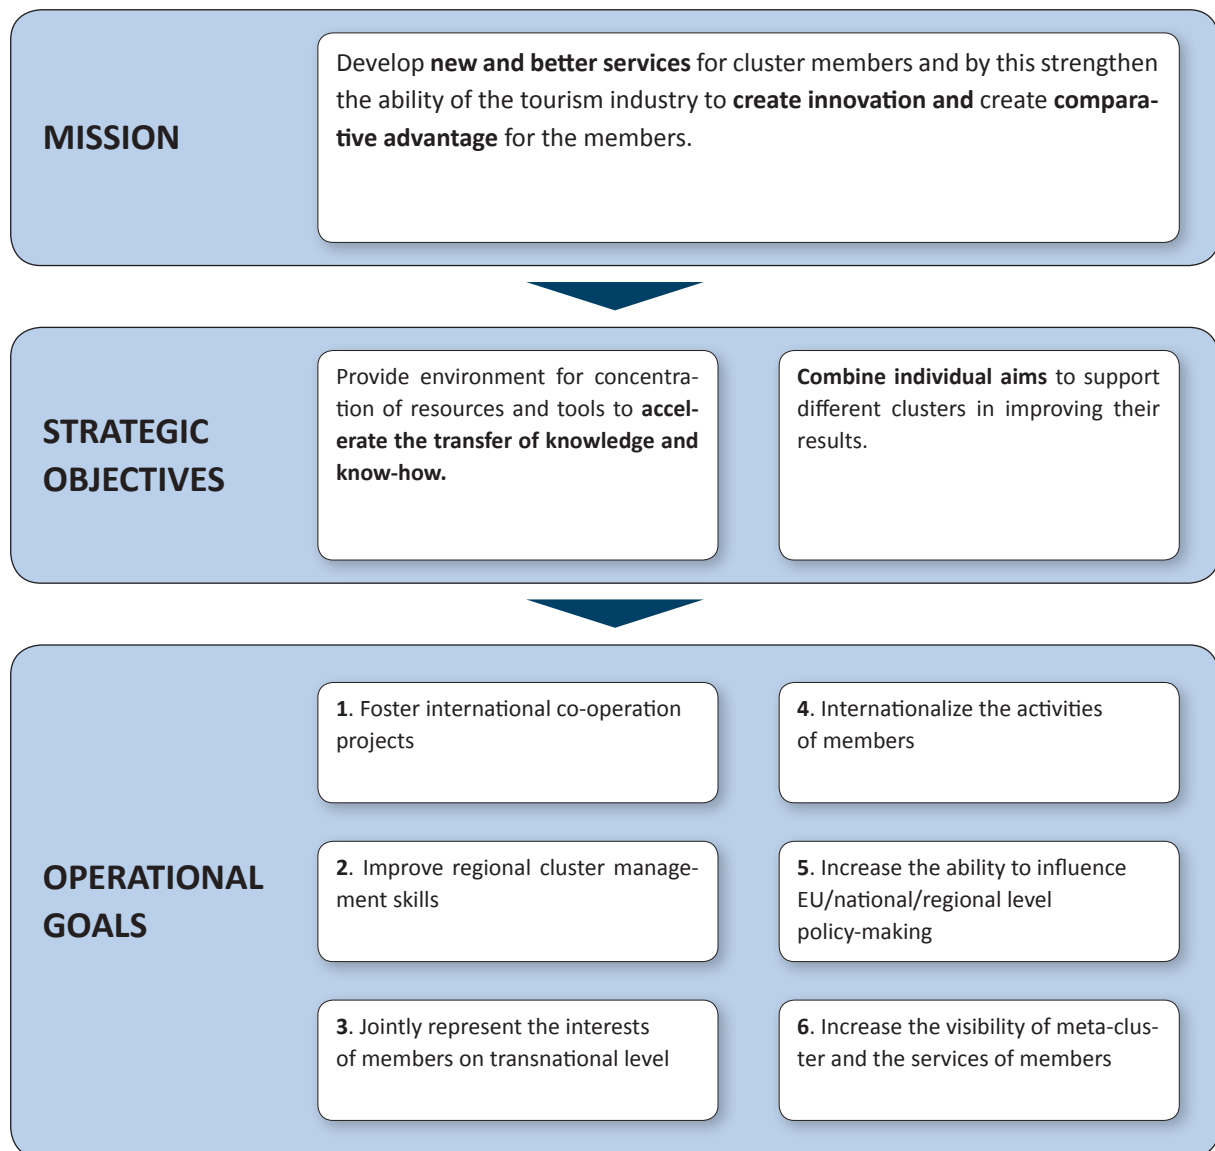 MISSION
Develop new and better services for cluster members and by this strengthen
the ability of the tourism industry to create innovation and create compara-
tive advantage for the members.
STRATEGIC
OBJECTIVES
Provide environment for concentra-
tion of resources and tools to accel-
erate the transfer of knowledge and
know-how.
Combine individual aims to support
different clusters in improving their
results.
OPERATIONAL
GOALS
1. Foster international co-operation
projects
2. Improve regional cluster manage-
ment skills
3. Jointly represent the interests
of members on transnational level
4. Internationalize the activities
of members
5. Increase the ability to influence
EU/national/regional level
policy-making
6. Increase the visibility of meta-clus-
ter and the services of members